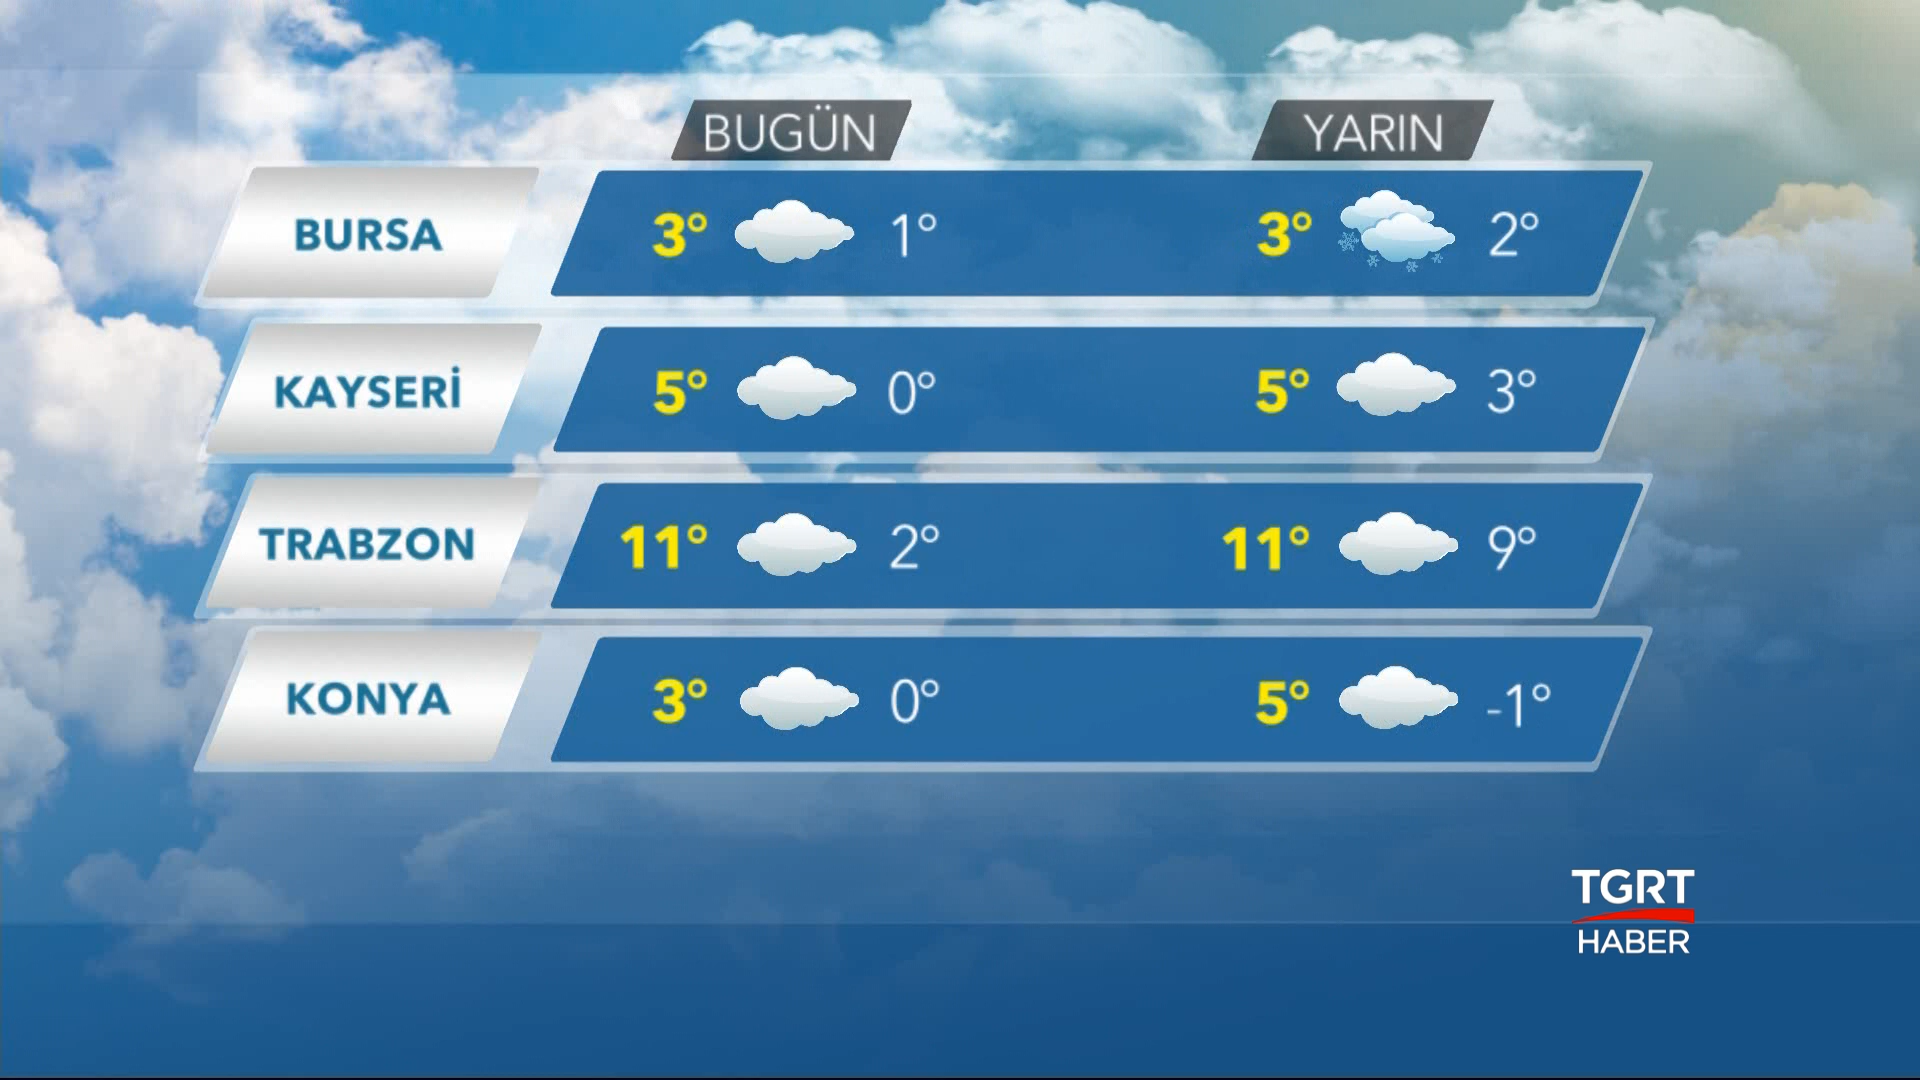 BUGÜN YARIN
BURSA 3° 1° 3° 2°
KAYSERİ 5° 0° 5° 3°
TRABZON 11° 2° 11° 9°
KONYA 3° 0° 5° -1°
TGRT
HABER